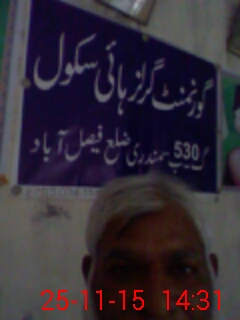 گورنمنٹ گرلز ہائی سکول
530 گ ب سمندری ضلع فیصل آباد
25-11-15 14:31